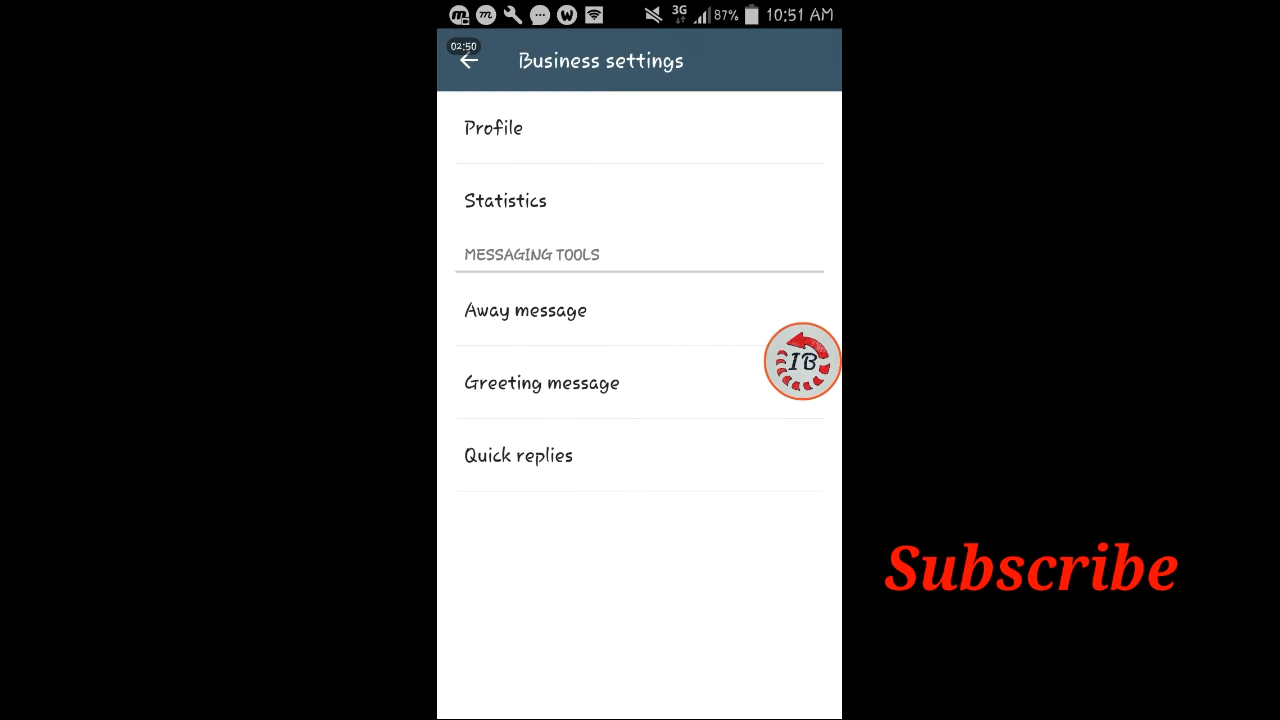 3G 87% 10:51 AM
02:50
Business settings
Profile
Statistics
MESSAGING TOOLS
Away message
IB
Greeting message
Quick replies
Subscribe